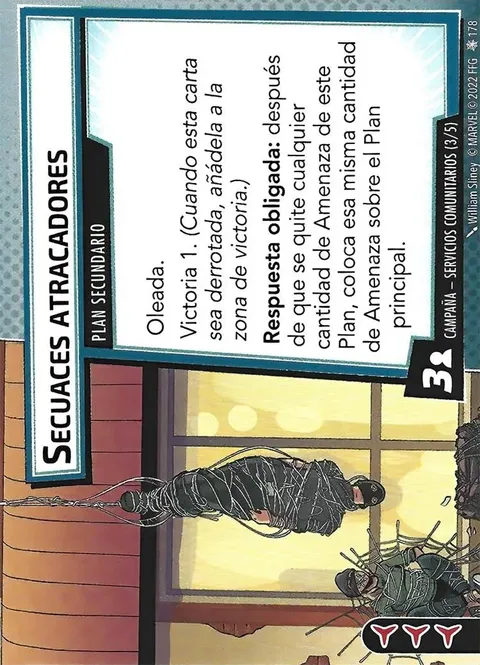 SECUACES ATRACADORES
PLAN SECUNDARIO
Oleada.
Victoria 1. (Cuando esta carta
sea derrotada, añádela a la
zona de victoria.)
Respuesta obligada: después
de que se quite cualquier
cantidad de Amenaza de este
Plan, coloca esa misma cantidad
de Amenaza sobre el Plan
principal.
3
CAMPAÑA – SERVICIOS COMUNITARIOS (3/5)
William Sliney © MARVEL © 2022 FFG 178